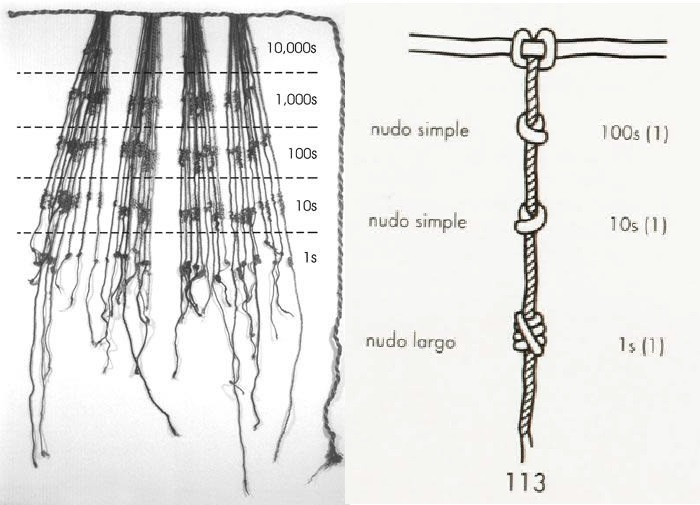 10,000s
1,000s
100s
10s
1s
nudo simple 100s (1)
nudo simple 10s (1)
nudo largo 1s (1)
113